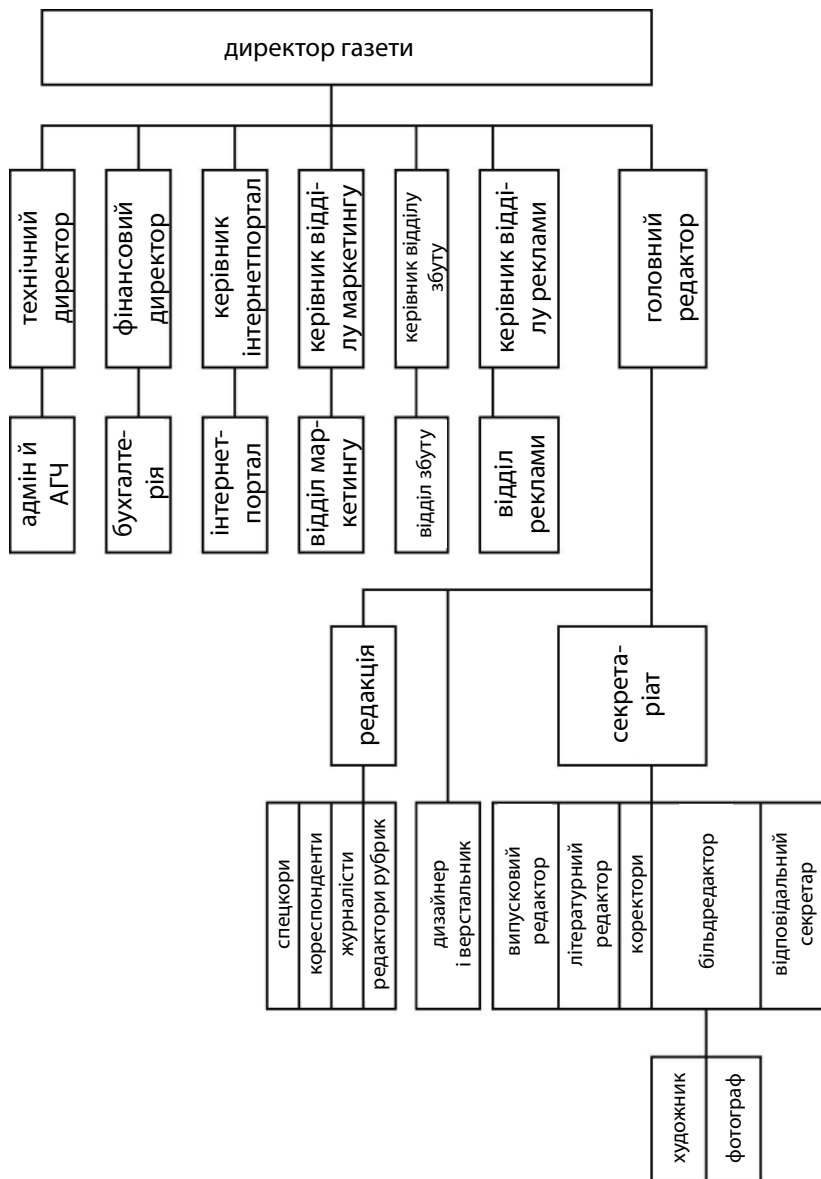 директор газети
технічний
директор
фінансовий
директор
керівник
інтернетпортал
керівник відді-
лу маркетингу
керівник відділу
збуту
керівник відді-
лу реклами
головний
редактор
адмін й
АГЧ
бухгалте-
рія
інтернет-
портал
відділ мар-
кетингу
відділ збуту
відділ
реклами
редакція
секрета-
ріат
спецкори
кореспонденти
журналісти
редактори рубрик
дизайнер
і верстальник
випусковий
редактор
літературний
редактор
коректори
більдредактор
відповідальний
секретар
художник
фотограф